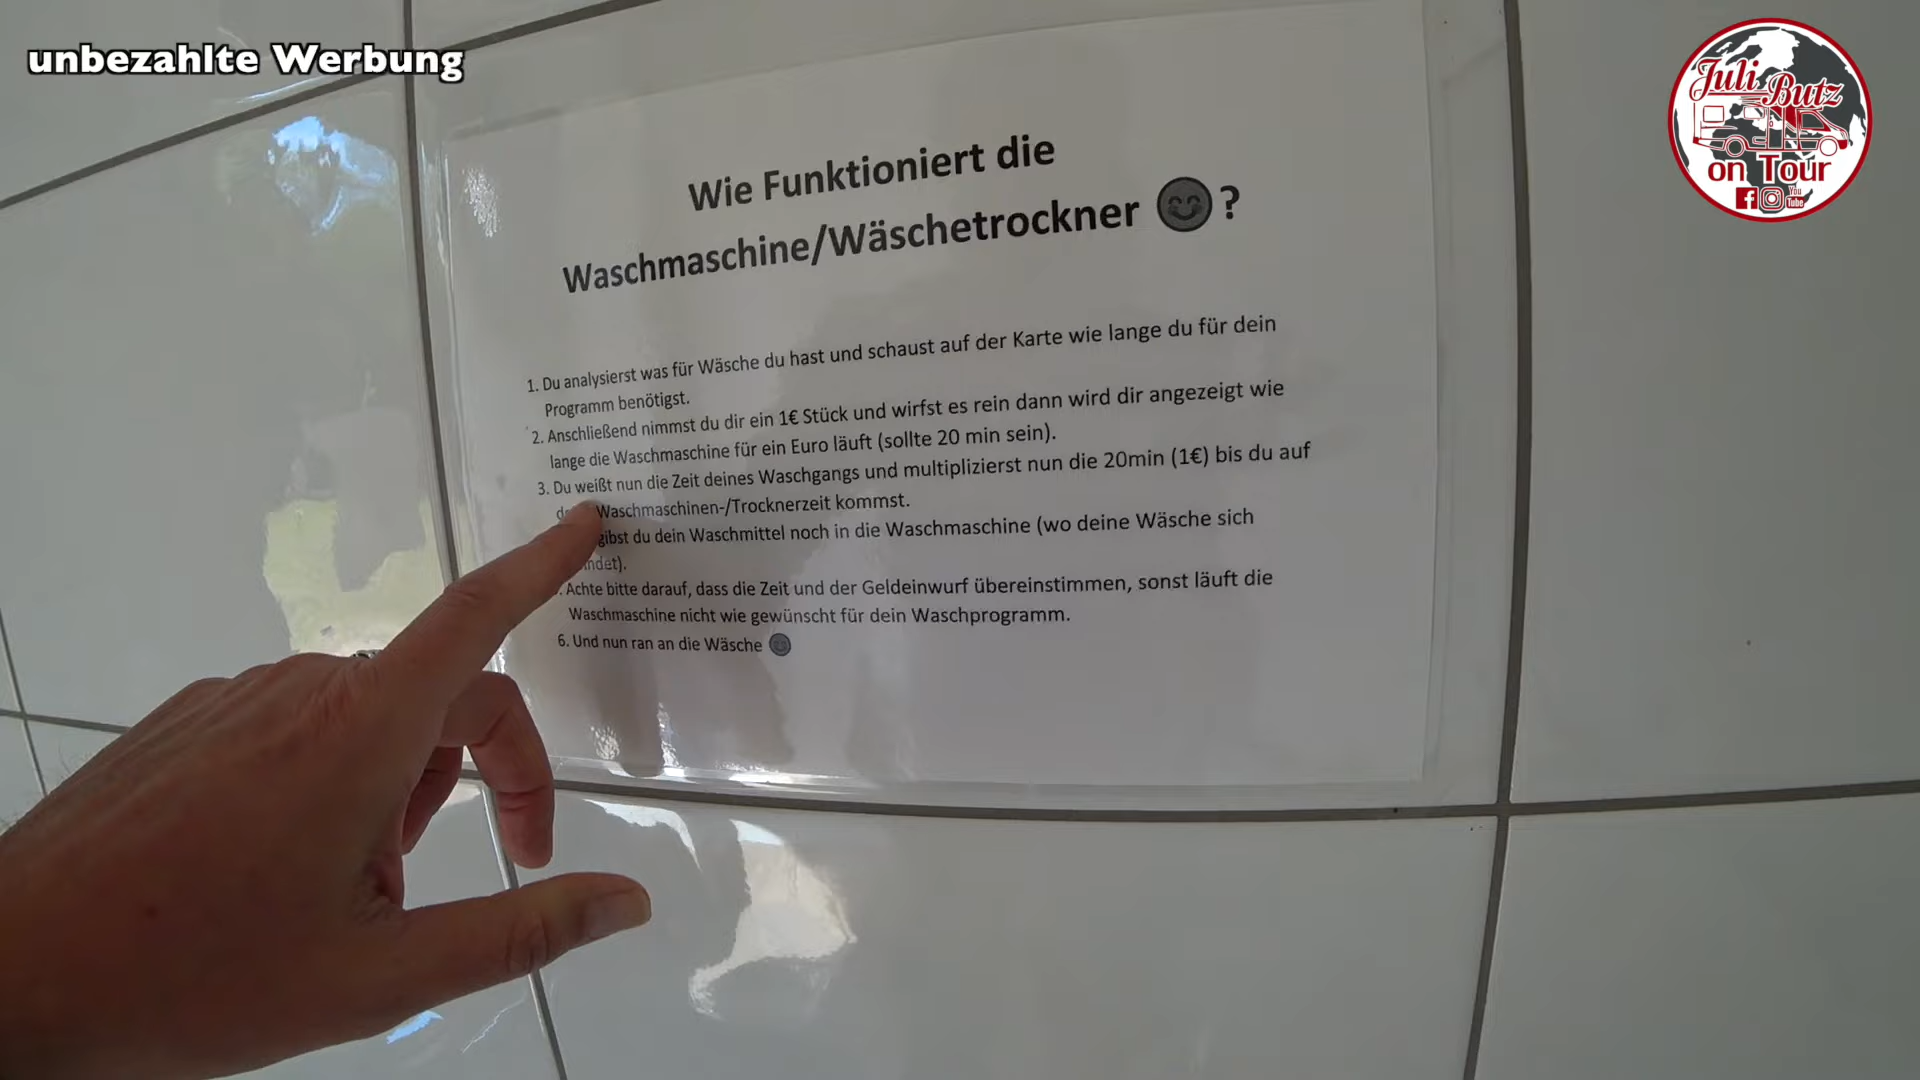 unbezahlte Werbung
Juli Butz
on Tour
You
Tube
Wie Funktioniert die
Waschmaschine/Wäschetrockner ?
1. Du analysierst was für Wäsche du hast und schaust auf der Karte wie lange du für dein
Programm benötigst.
2. Anschließend nimmst du dir ein 1€ Stück und wirfst es rein dann wird dir angezeigt wie
lange die Waschmaschine für ein Euro läuft (sollte 20 min sein).
3. Du weißt nun die Zeit deines Waschgangs und multiplizierst nun die 20min (1€) bis du auf
Waschmaschinen-/Trocknerzeit kommst.
gibst du dein Waschmittel noch in die Waschmaschine (wo deine Wäsche sich
Achte bitte darauf, dass die Zeit und der Geldeinwurf übereinstimmen, sonst läuft die
Waschmaschine nicht wie gewünscht für dein Waschprogramm.
6. Und nun ran an die Wäsche